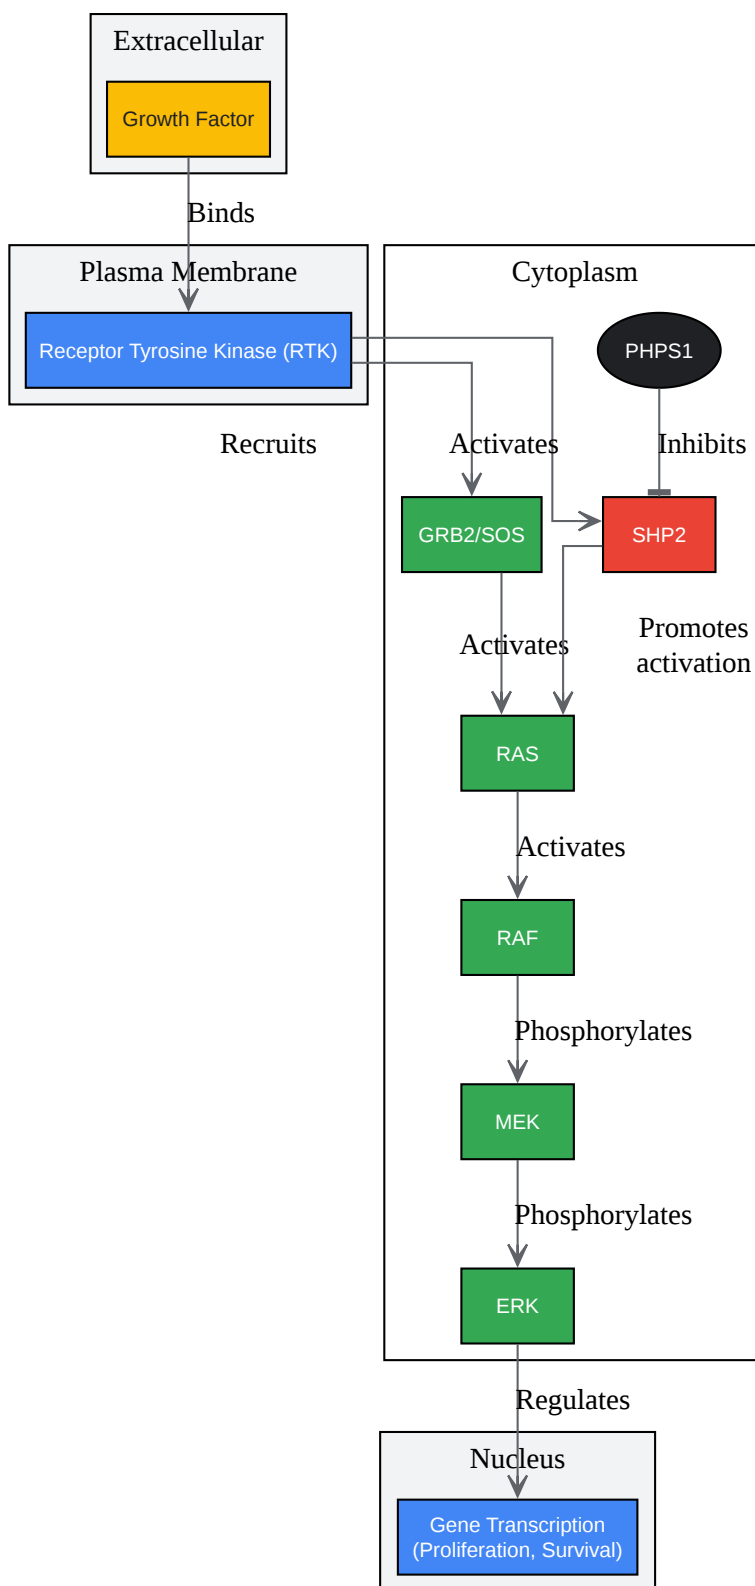 Extracellular
Growth Factor
Binds
Plasma Membrane
Cytoplasm
Receptor Tyrosine Kinase (RTK)
PHPS1
Recruits
Activates
Inhibits
GRB2/SOS
SHP2
Activates
Promotes
activation
RAS
Activates
RAF
Phosphorylates
MEK
Phosphorylates
ERK
Regulates
Nucleus
Gene Transcription
(Proliferation, Survival)